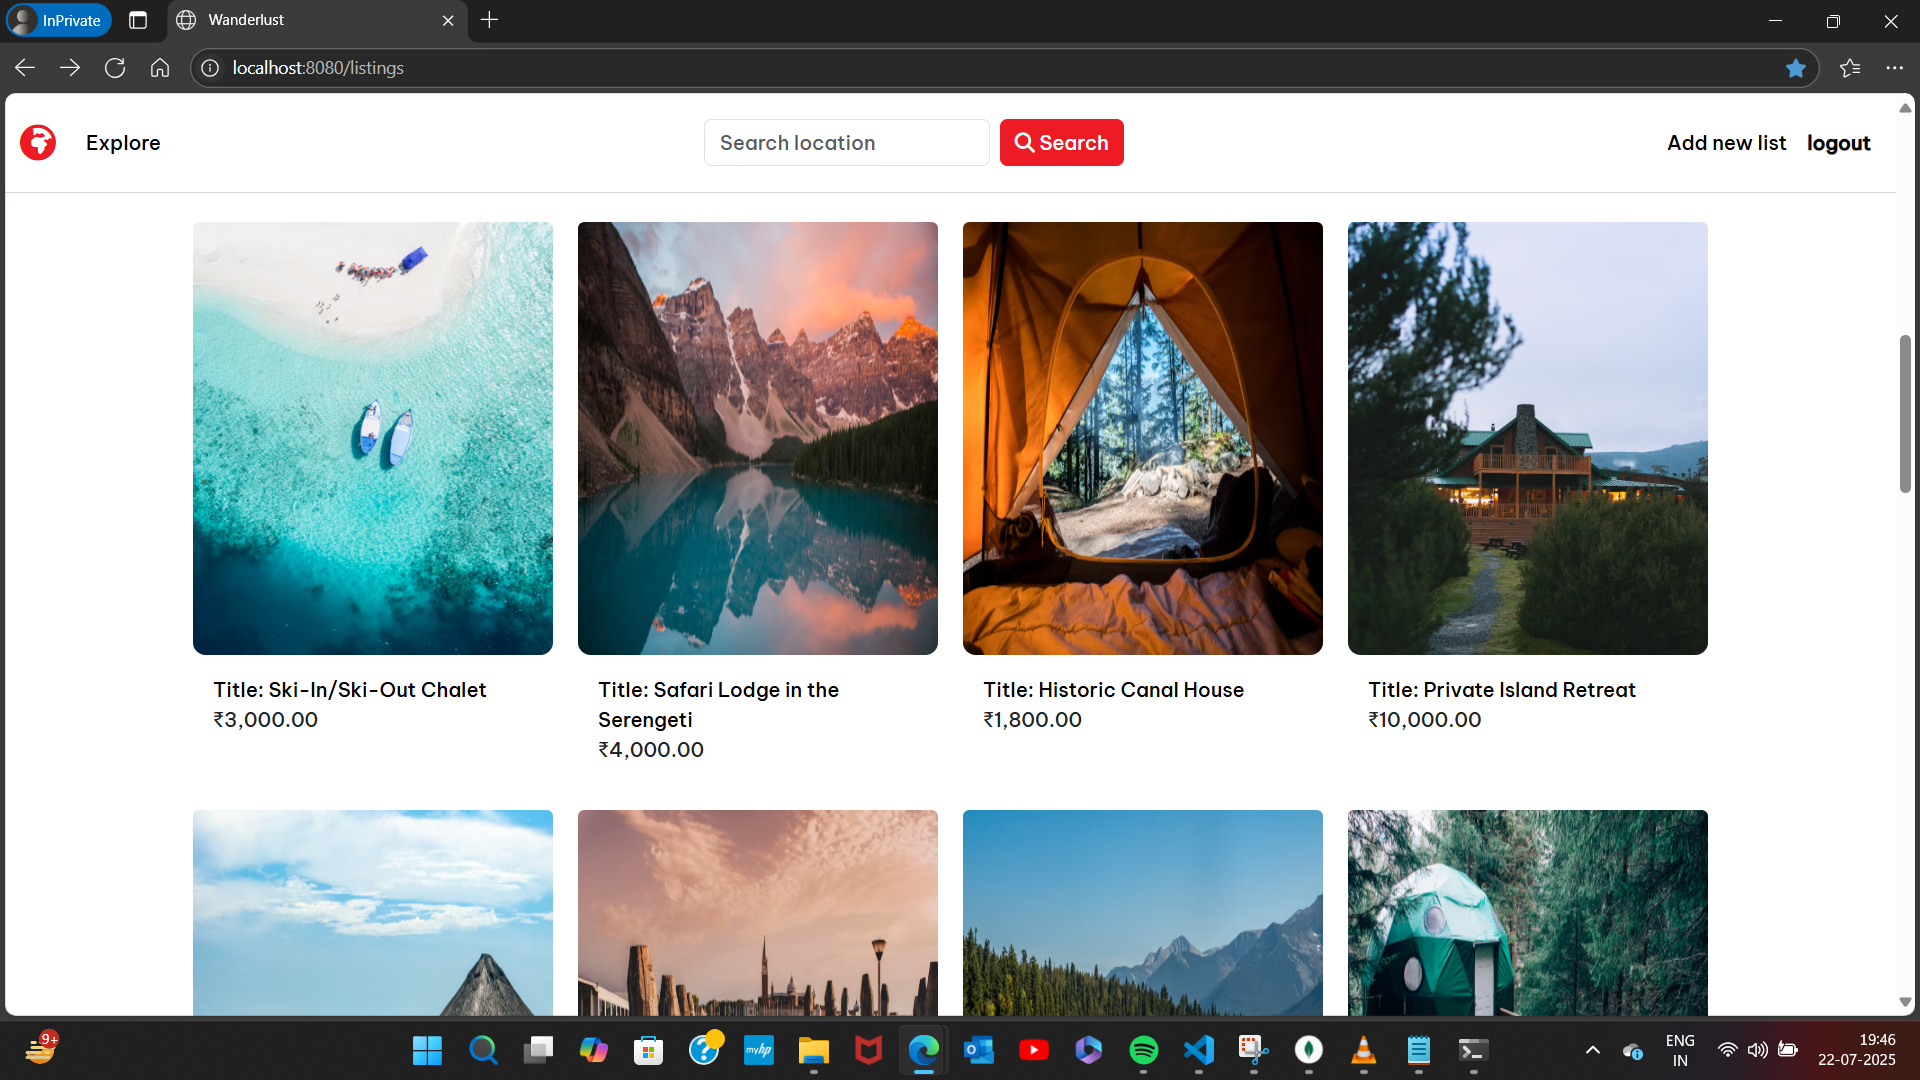 InPrivate
Wanderlust
localhost:8080/listings
Explore
Search location
Search
Add new list
logout
Title: Ski-In/Ski-Out Chalet
₹3,000.00
Title: Safari Lodge in the
Serengeti
₹4,000.00
Title: Historic Canal House
₹1,800.00
Title: Private Island Retreat
₹10,000.00
9+
myhp
ENG
IN
19:46
22-07-2025